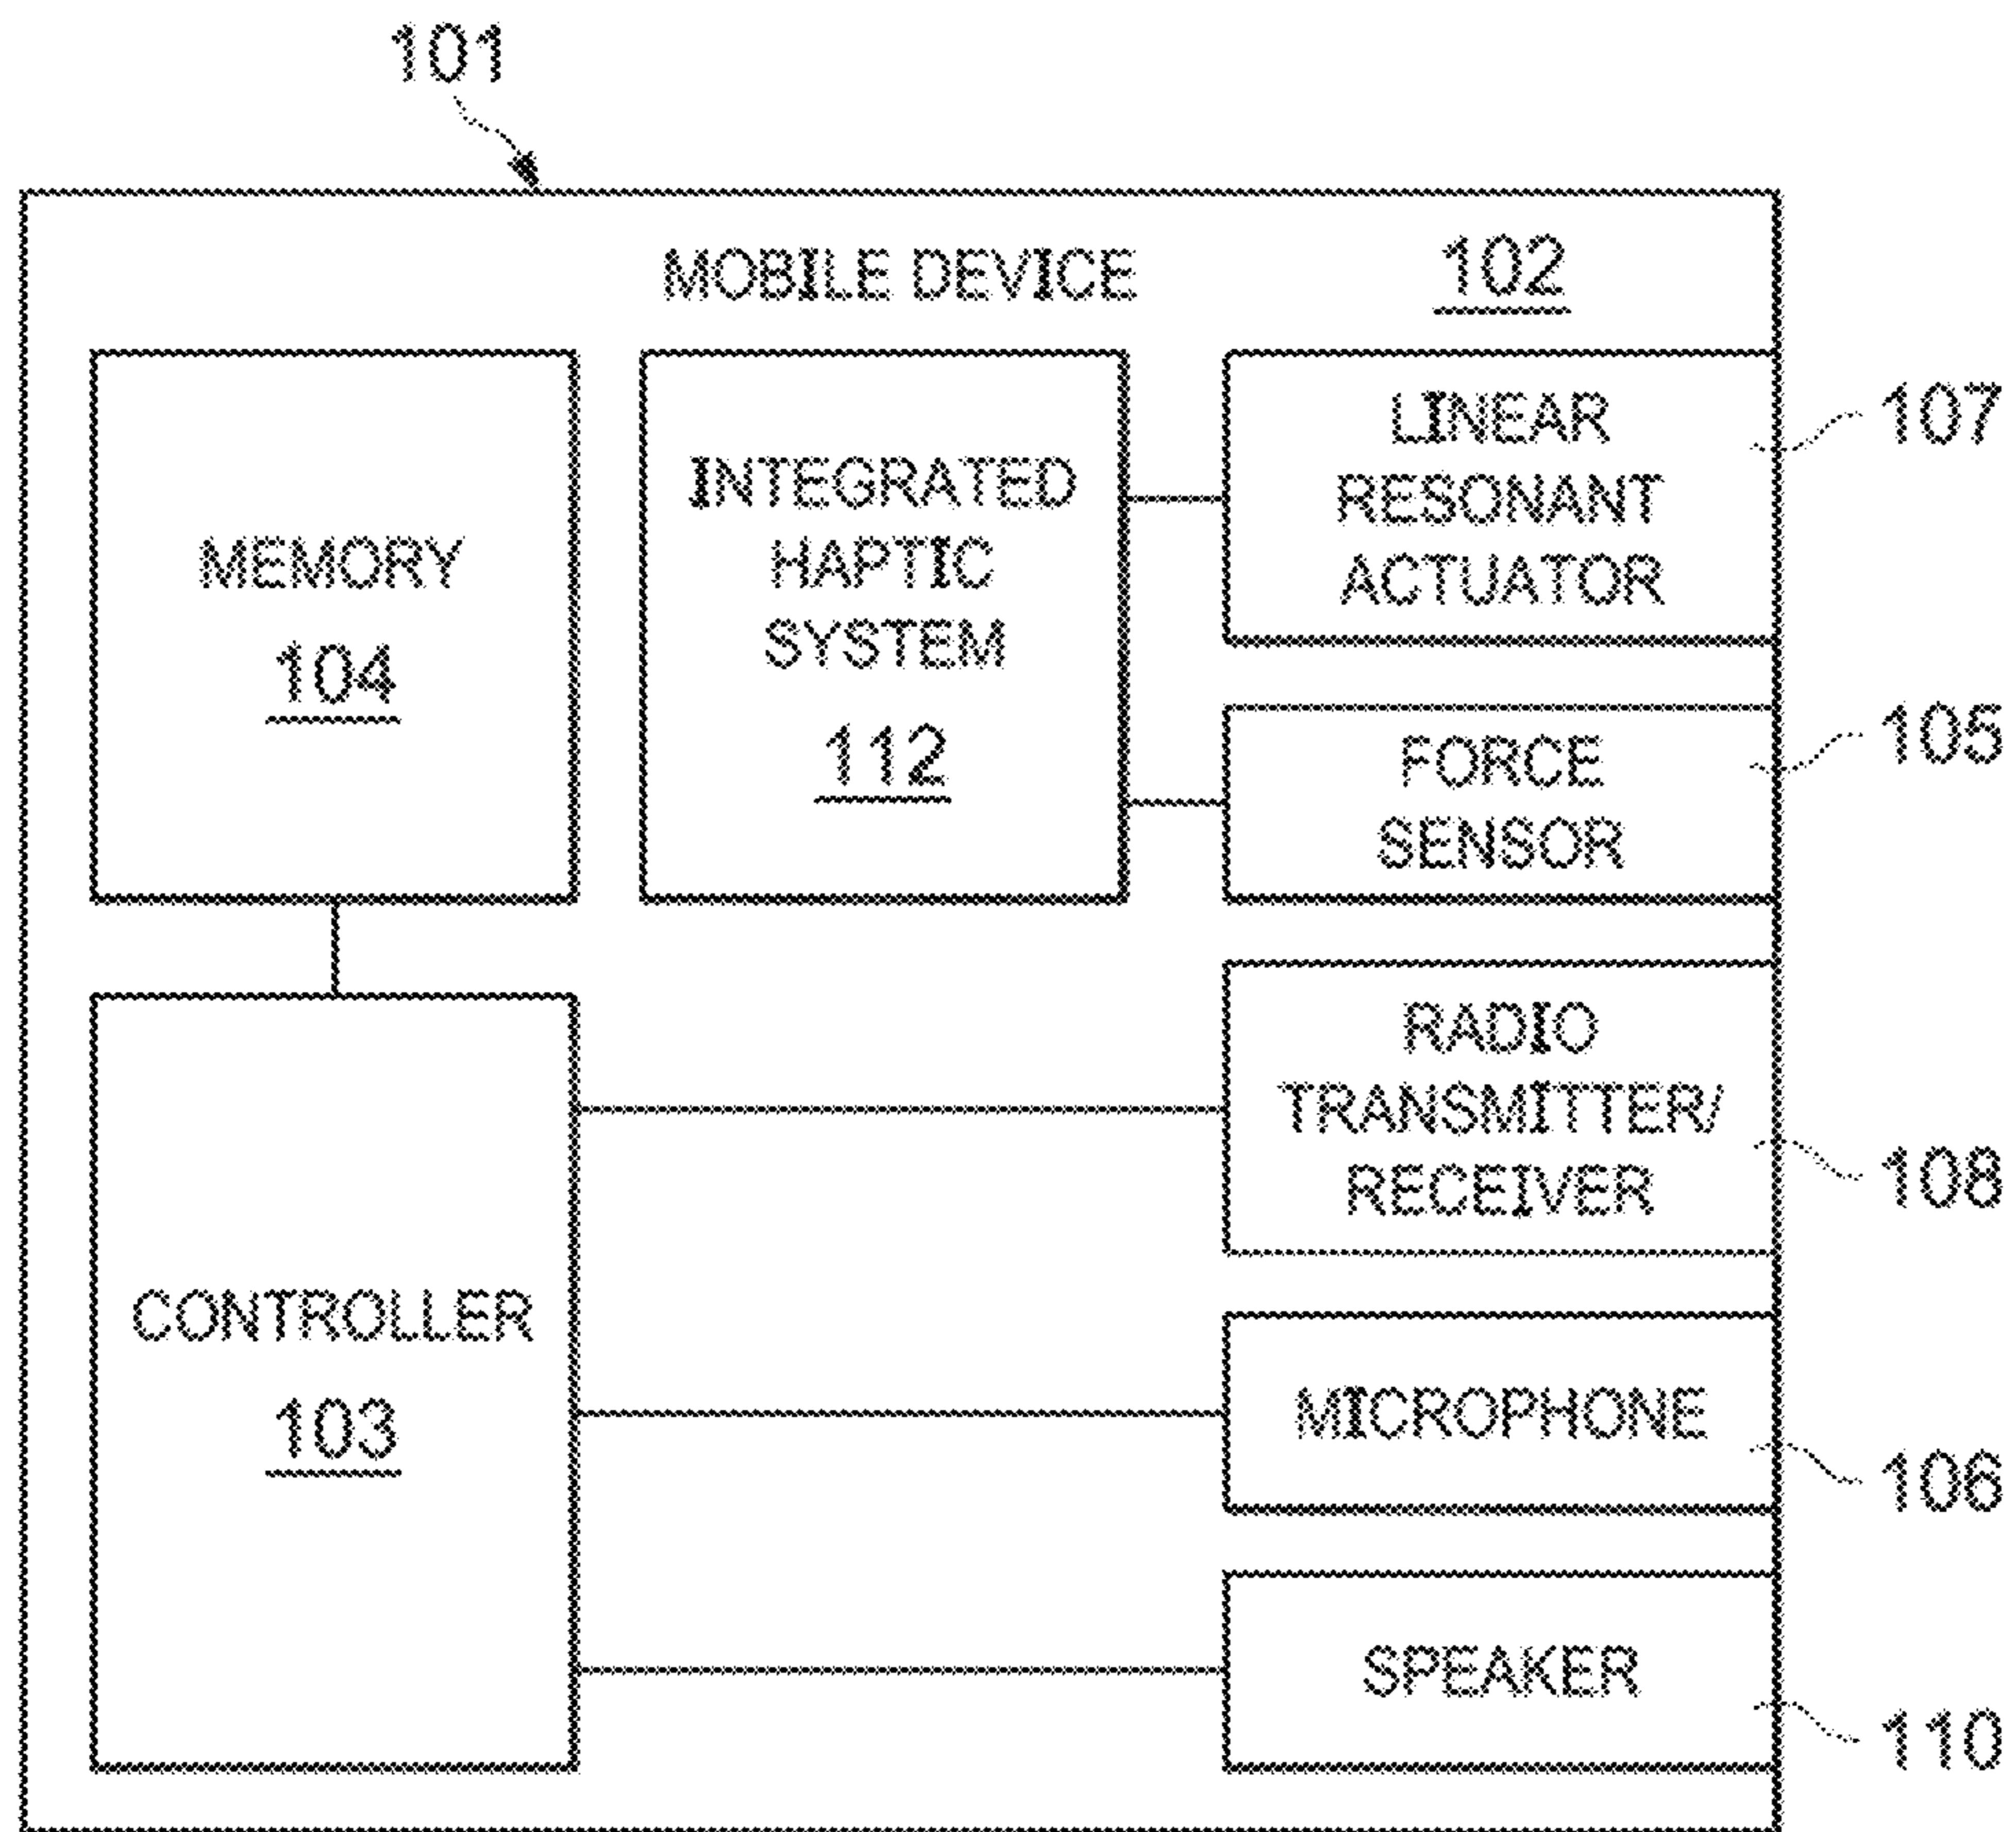 101
MOBILE DEVICE 102
MEMORY
104
INTEGRATED
HAPTIC
SYSTEM
112
LINEAR
RESONANT
ACTUATOR
107
FORCE
SENSOR
105
RADIO
TRANSMITTER/
RECEIVER
108
CONTROLLER
103
MICROPHONE
106
SPEAKER
110